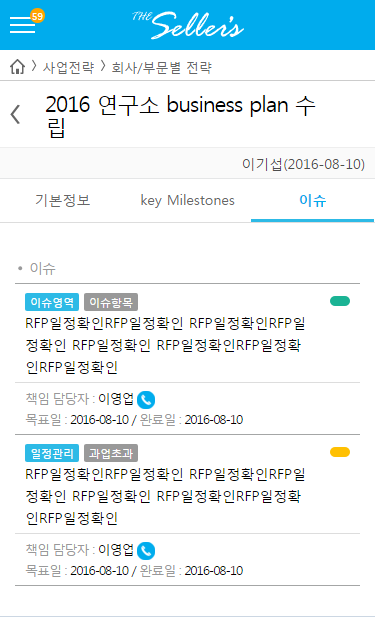 59
THE Seller's
사업전략 > 회사/부문별 전략
2016 연구소 business plan 수
립
이기섭(2016-08-10)
기본정보 key Milestones 이슈
• 이슈
이슈영역 이슈항목
RFP일정확인RFP일정확인 RFP일정확인RFP일
정확인 RFP일정확인 RFP일정확인RFP일정확
인RFP일정확인
책임 담당자 : 이영업
목표일 : 2016-08-10 / 완료일 : 2016-08-10
일정관리 과업초과
RFP일정확인RFP일정확인 RFP일정확인RFP일
정확인 RFP일정확인 RFP일정확인RFP일정확
인RFP일정확인
책임 담당자 : 이영업
목표일 : 2016-08-10 / 완료일 : 2016-08-10